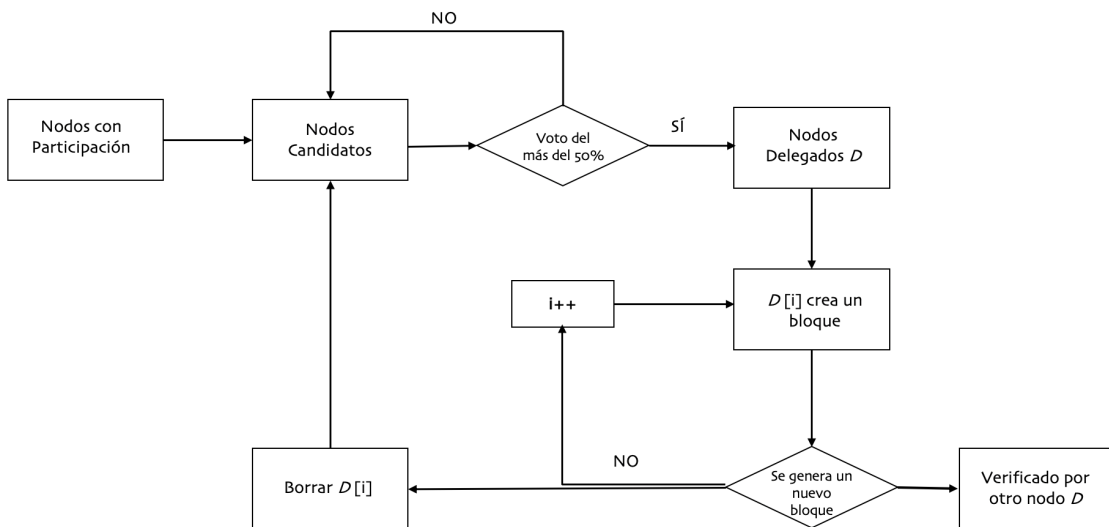 NO
Nodos con
Participación
Nodos
Candidatos
Voto del
más del 50%
SÍ
Nodos
Delegados D
i++
D [i] crea un
bloque
Borrar D [i]
NO
Se genera un
nuevo
bloque
Verificado por
otro nodo D